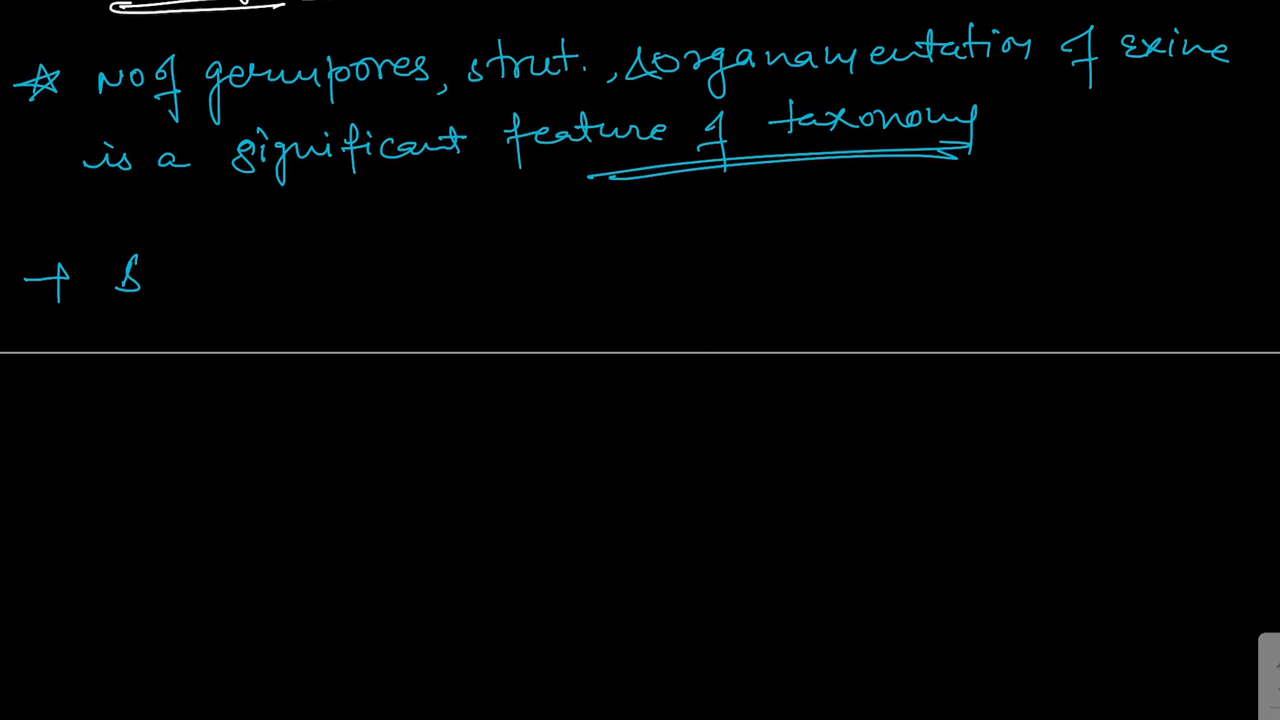 ☆ No of germpores, strut., & organamentation of exine
is a significant feature of taxonomy
→ S